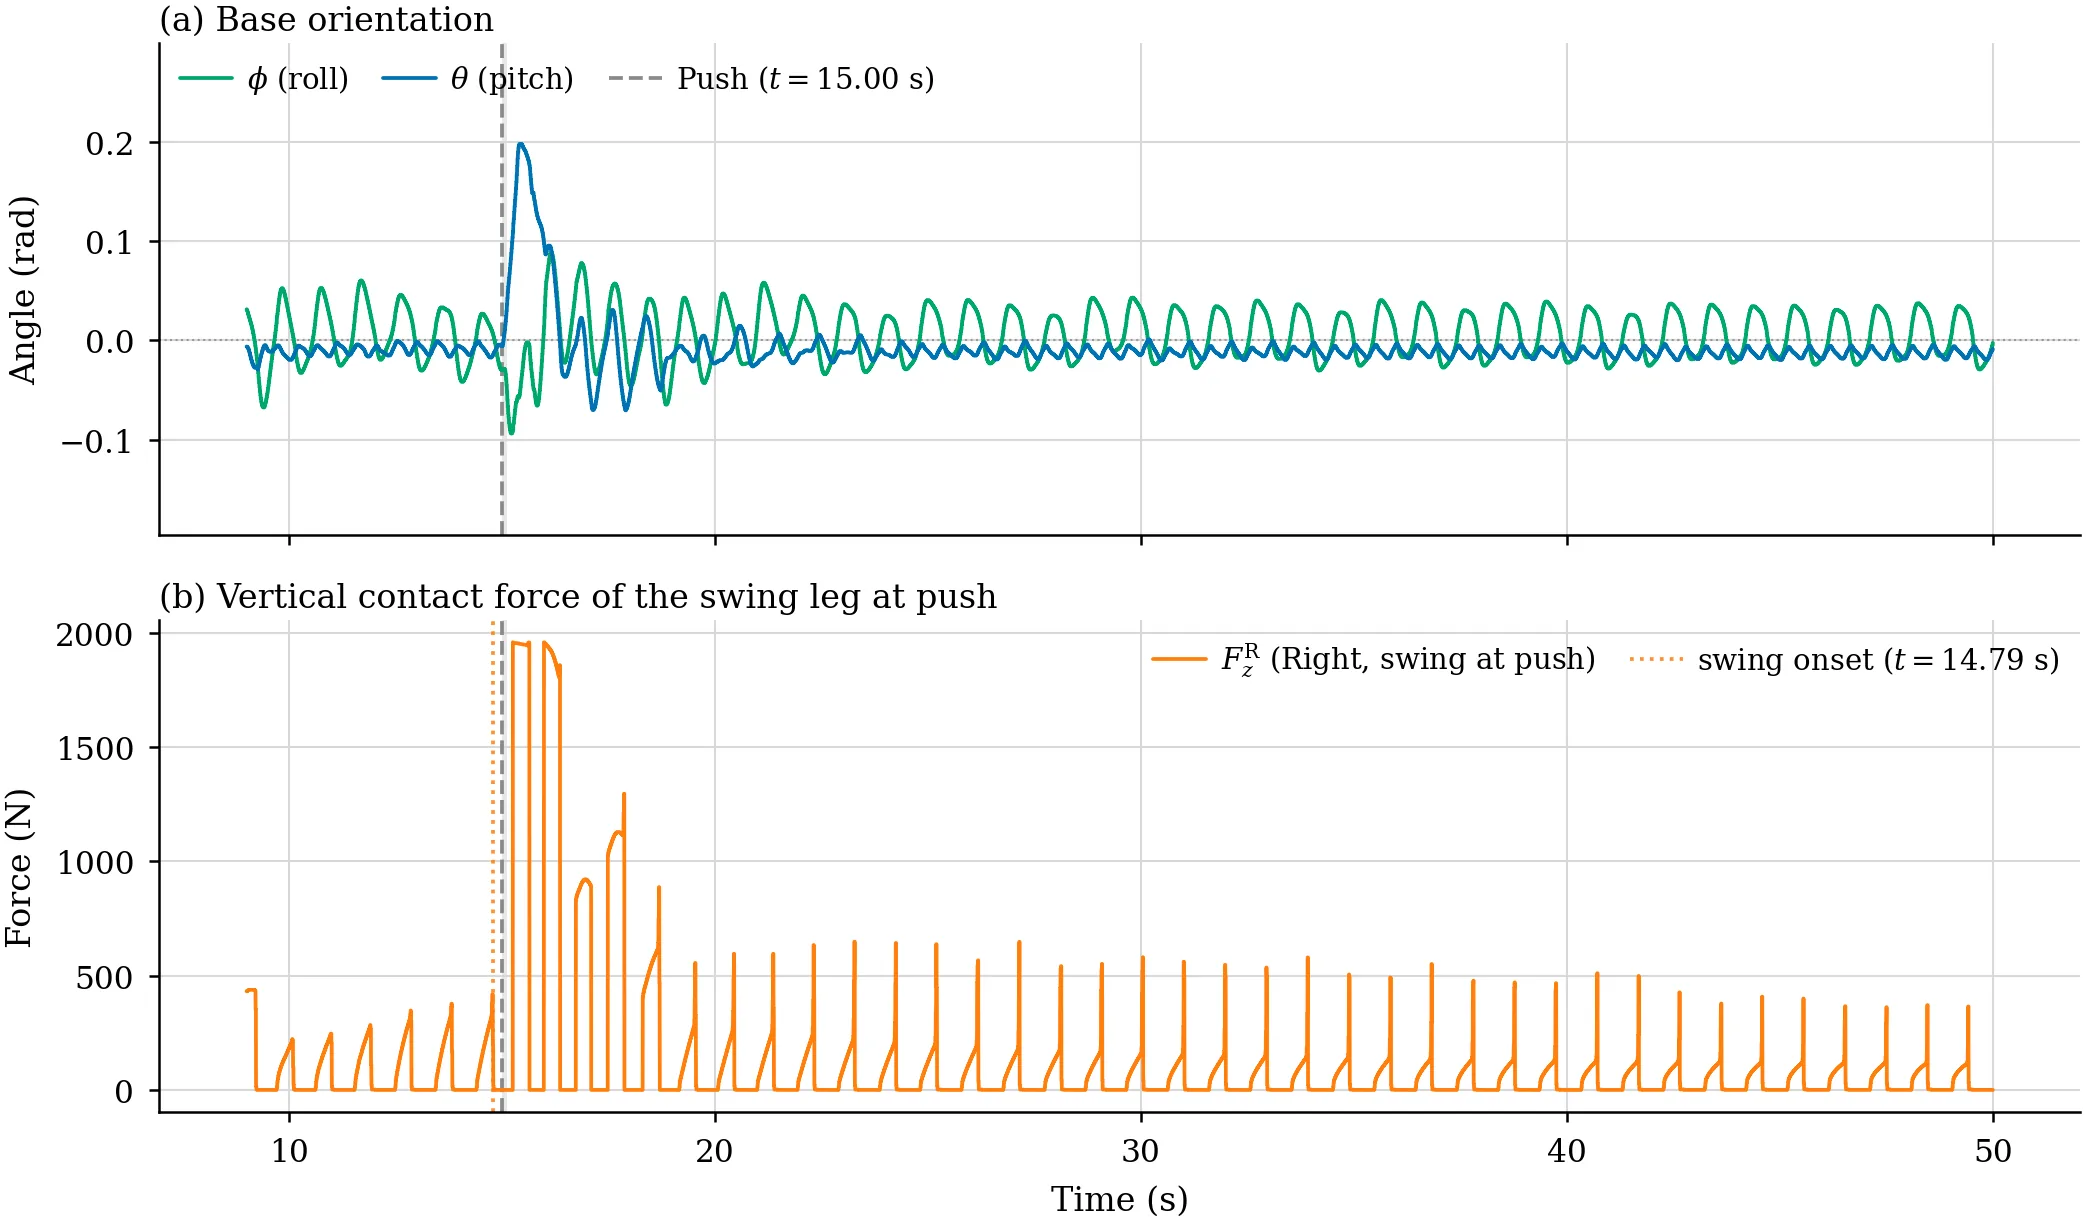 (a) Base orientation
ϕ (roll) θ (pitch) Push (t = 15.00 s)
0.2
0.1
0.0
−0.1
Angle (rad)
(b) Vertical contact force of the swing leg at push
F_z^R (Right, swing at push) swing onset (t = 14.79 s)
2000
1500
1000
500
0
Force (N)
10 20 30 40 50
Time (s)